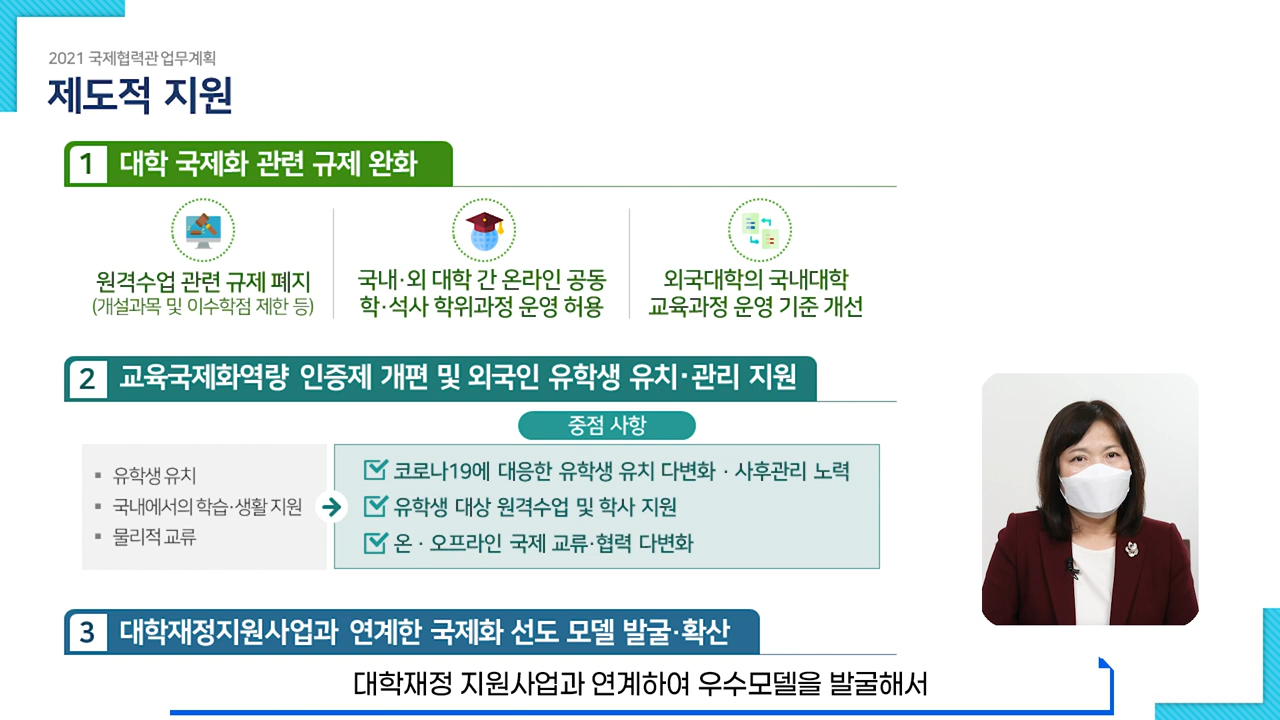 2021 국제협력관 업무계획
제도적 지원
1 대학 국제화 관련 규제 완화
원격수업 관련 규제 폐지
(개설과목 및 이수학점 제한 등)
국내·외 대학 간 온라인 공동
학·석사 학위과정 운영 허용
외국대학의 국내대학
교육과정 운영 기준 개선
2 교육국제화역량 인증제 개편 및 외국인 유학생 유치·관리 지원
중점 사항
▪ 유학생 유치
▪ 국내에서의 학습·생활 지원
▪ 물리적 교류
코로나19에 대응한 유학생 유치 다변화 · 사후관리 노력
유학생 대상 원격수업 및 학사 지원
온 · 오프라인 국제 교류·협력 다변화
3 대학재정지원사업과 연계한 국제화 선도 모델 발굴·확산
대학재정 지원사업과 연계하여 우수모델을 발굴해서